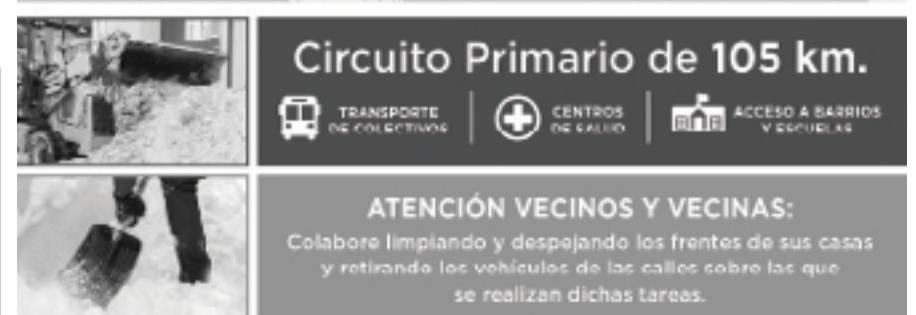 Circuito Primario de 105 km.
TRANSPORTE
DE COLECTIVOS
CENTROS
DE SALUD
ACCESO A BARRIOS
Y ESCUELAS
ATENCIÓN VECINOS Y VECINAS:
Colabore limpiando y despejando los frentes de sus casas
y retirando los vehículos de las calles sobre las que
se realizan dichas tareas.